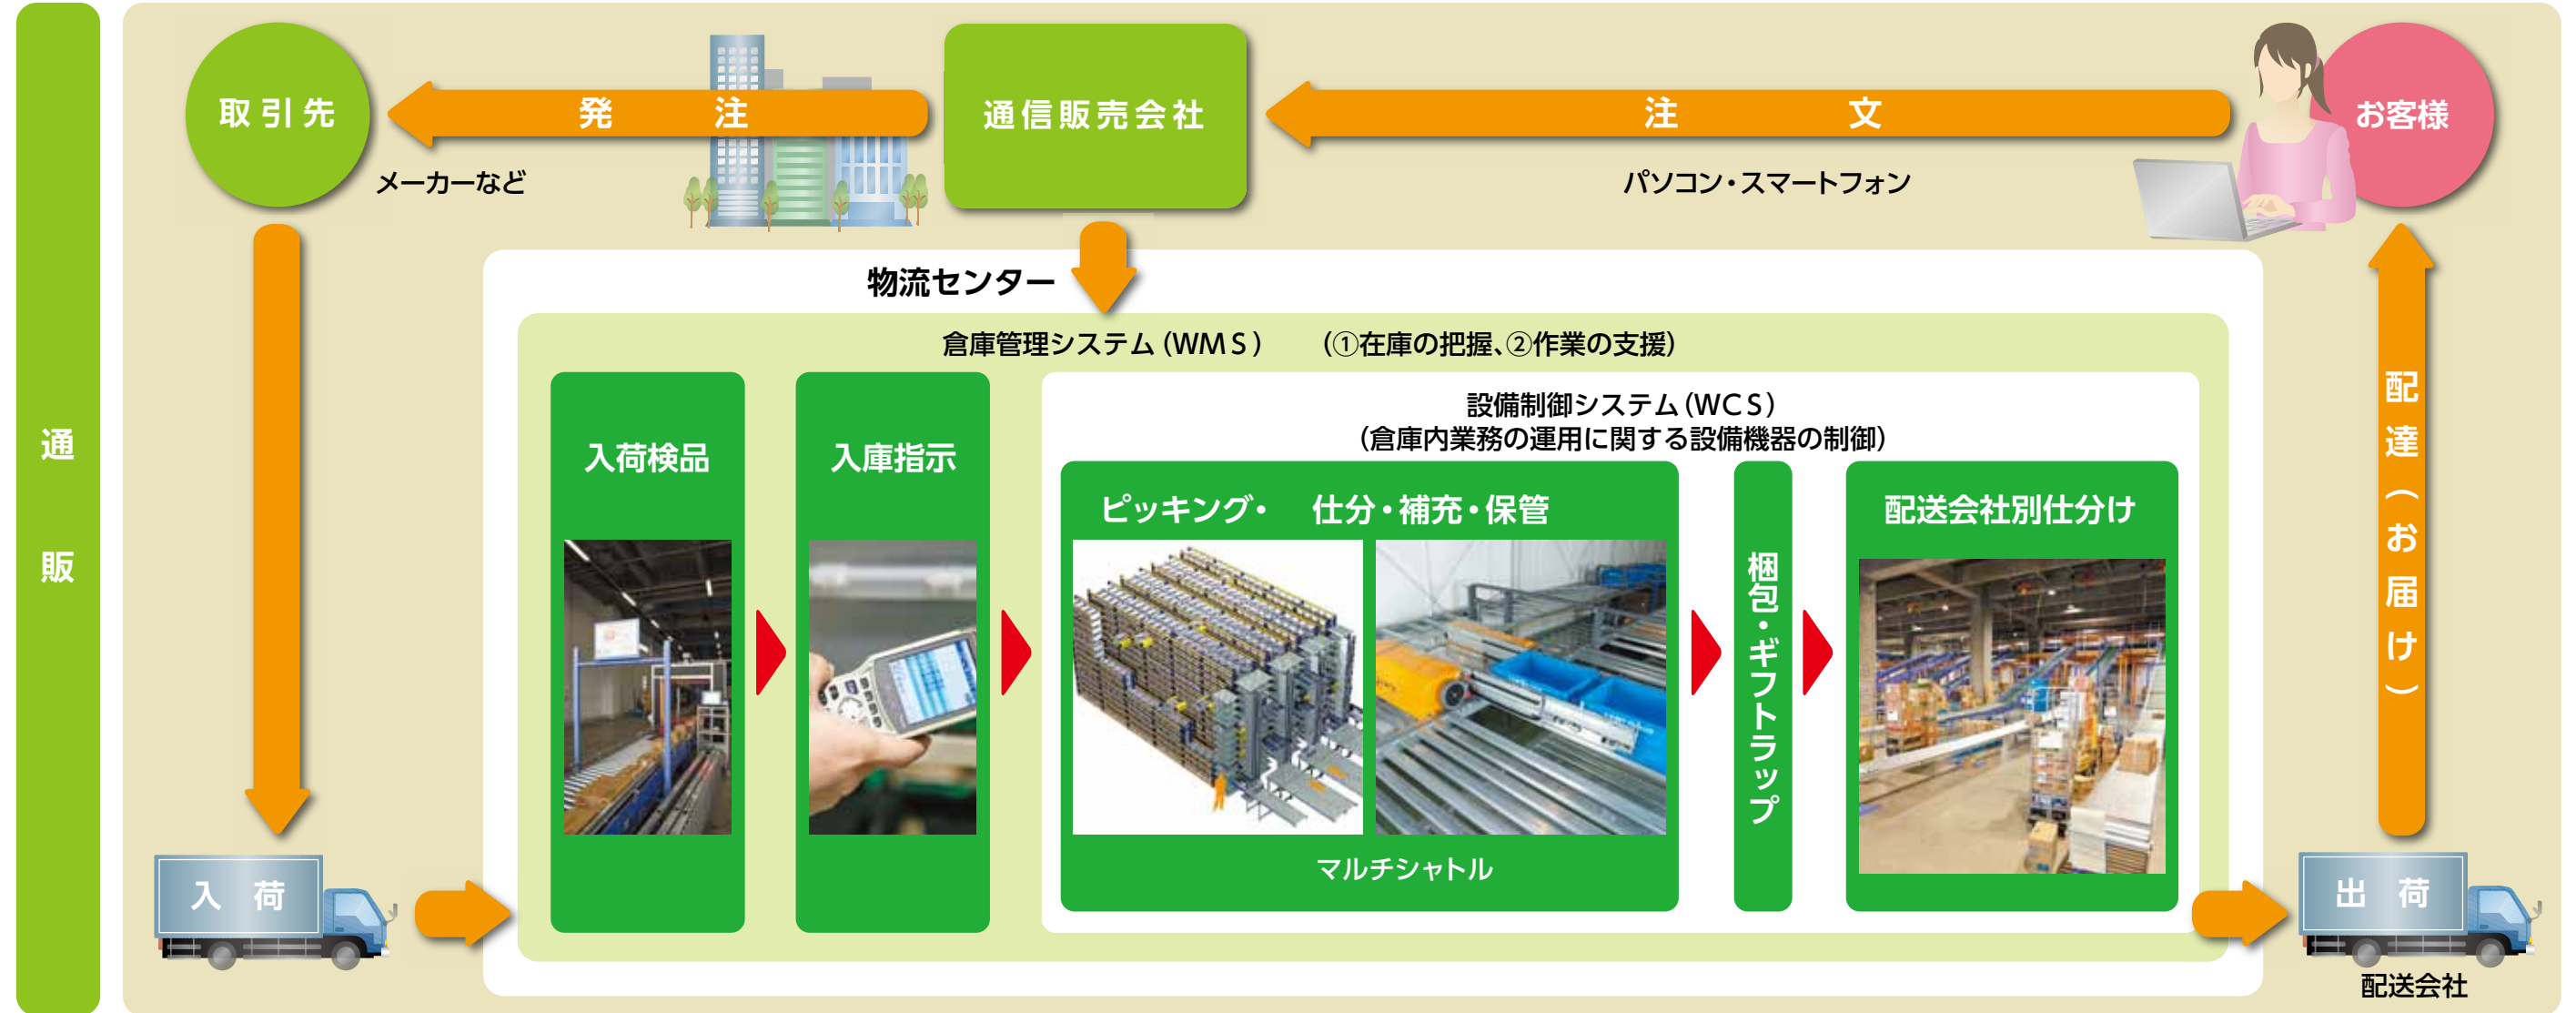 通販
取引先
発注
通信販売会社
注文
お客様
メーカーなど
パソコン・スマートフォン
物流センター
倉庫管理システム(WMS) (①在庫の把握、②作業の支援)
設備制御システム(WCS)
(倉庫内業務の運用に関する設備機器の制御)
入荷検品
入庫指示
ピッキング・ 仕分・補充・保管
マルチシャトル
梱包・ギフトラップ
配送会社別仕分け
配達(お届け)
入荷
出荷
配送会社